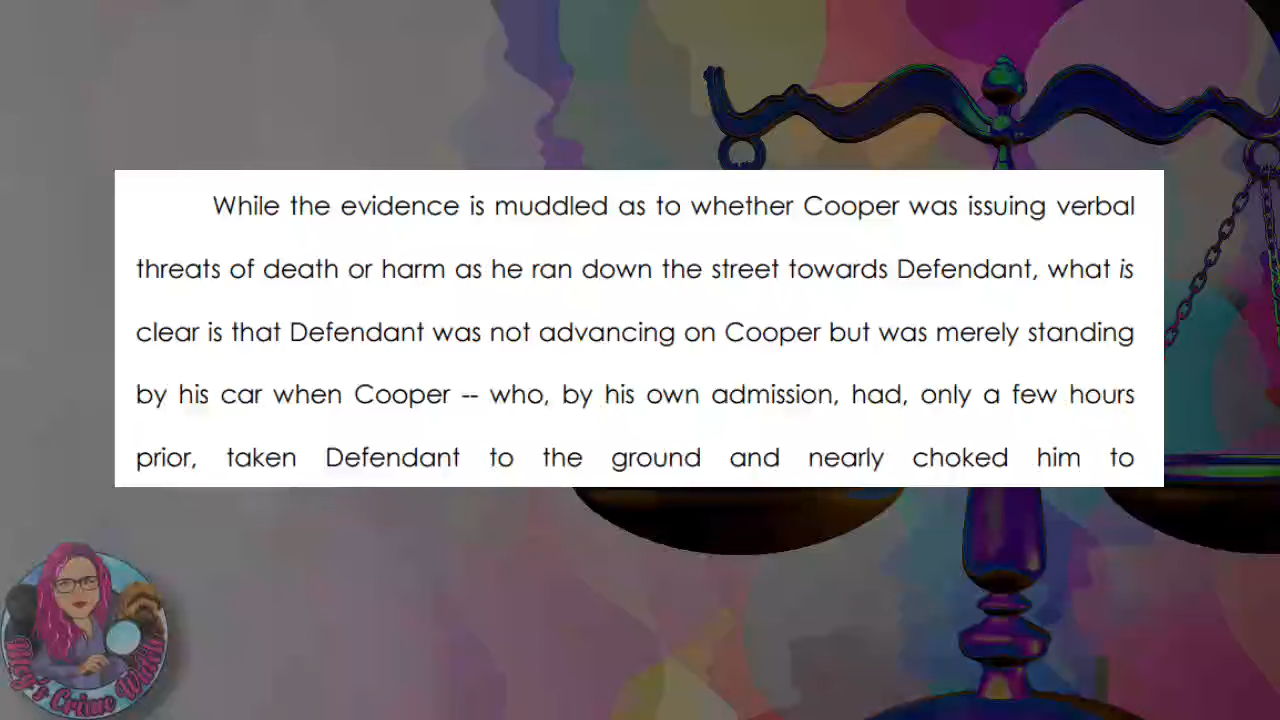 While the evidence is muddled as to whether Cooper was issuing verbal
threats of death or harm as he ran down the street towards Defendant, what is
clear is that Defendant was not advancing on Cooper but was merely standing
by his car when Cooper -- who, by his own admission, had, only a few hours
prior, taken Defendant to the ground and nearly choked him to
Meg's Crime Watch